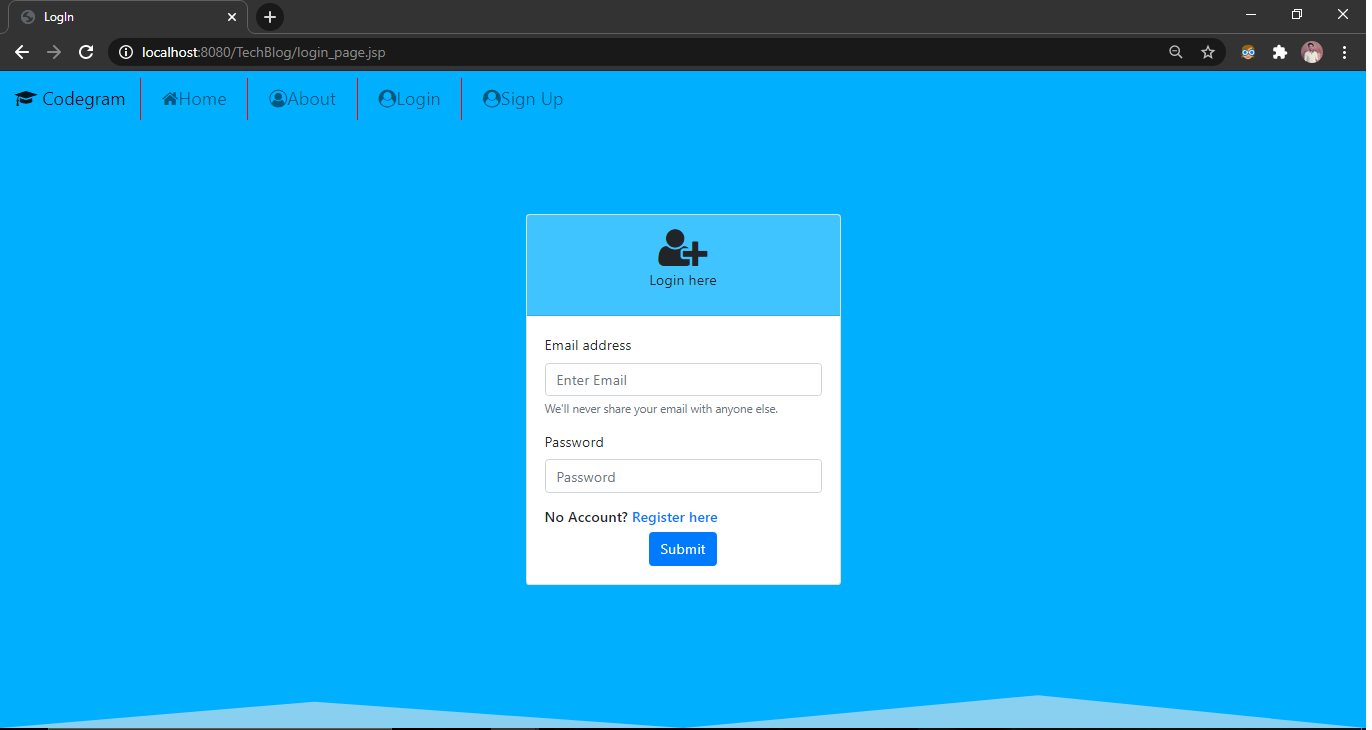 LogIn
localhost:8080/TechBlog/login_page.jsp
Codegram Home About Login Sign Up
Login here
Email address
Enter Email
We'll never share your email with anyone else.
Password
Password
No Account? Register here
Submit